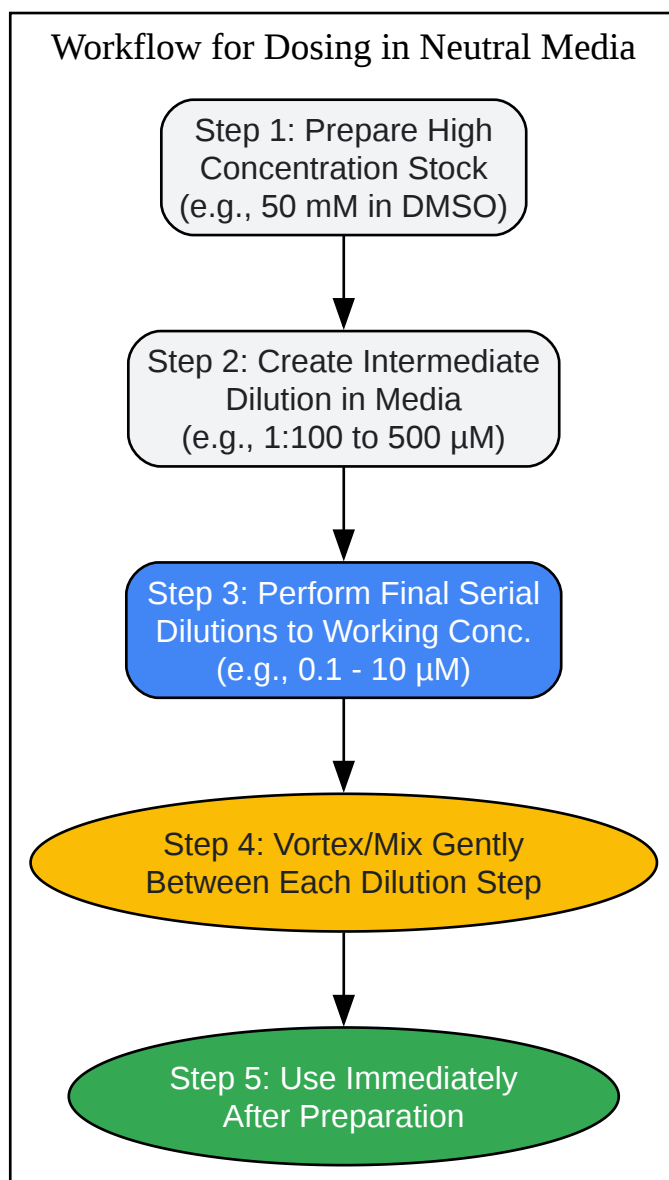 Workflow for Dosing in Neutral Media
Step 1: Prepare High
Concentration Stock
(e.g., 50 mM in DMSO)
Step 2: Create Intermediate
Dilution in Media
(e.g., 1:100 to 500 µM)
Step 3: Perform Final Serial
Dilutions to Working Conc.
(e.g., 0.1 - 10 µM)
Step 4: Vortex/Mix Gently
Between Each Dilution Step
Step 5: Use Immediately
After Preparation